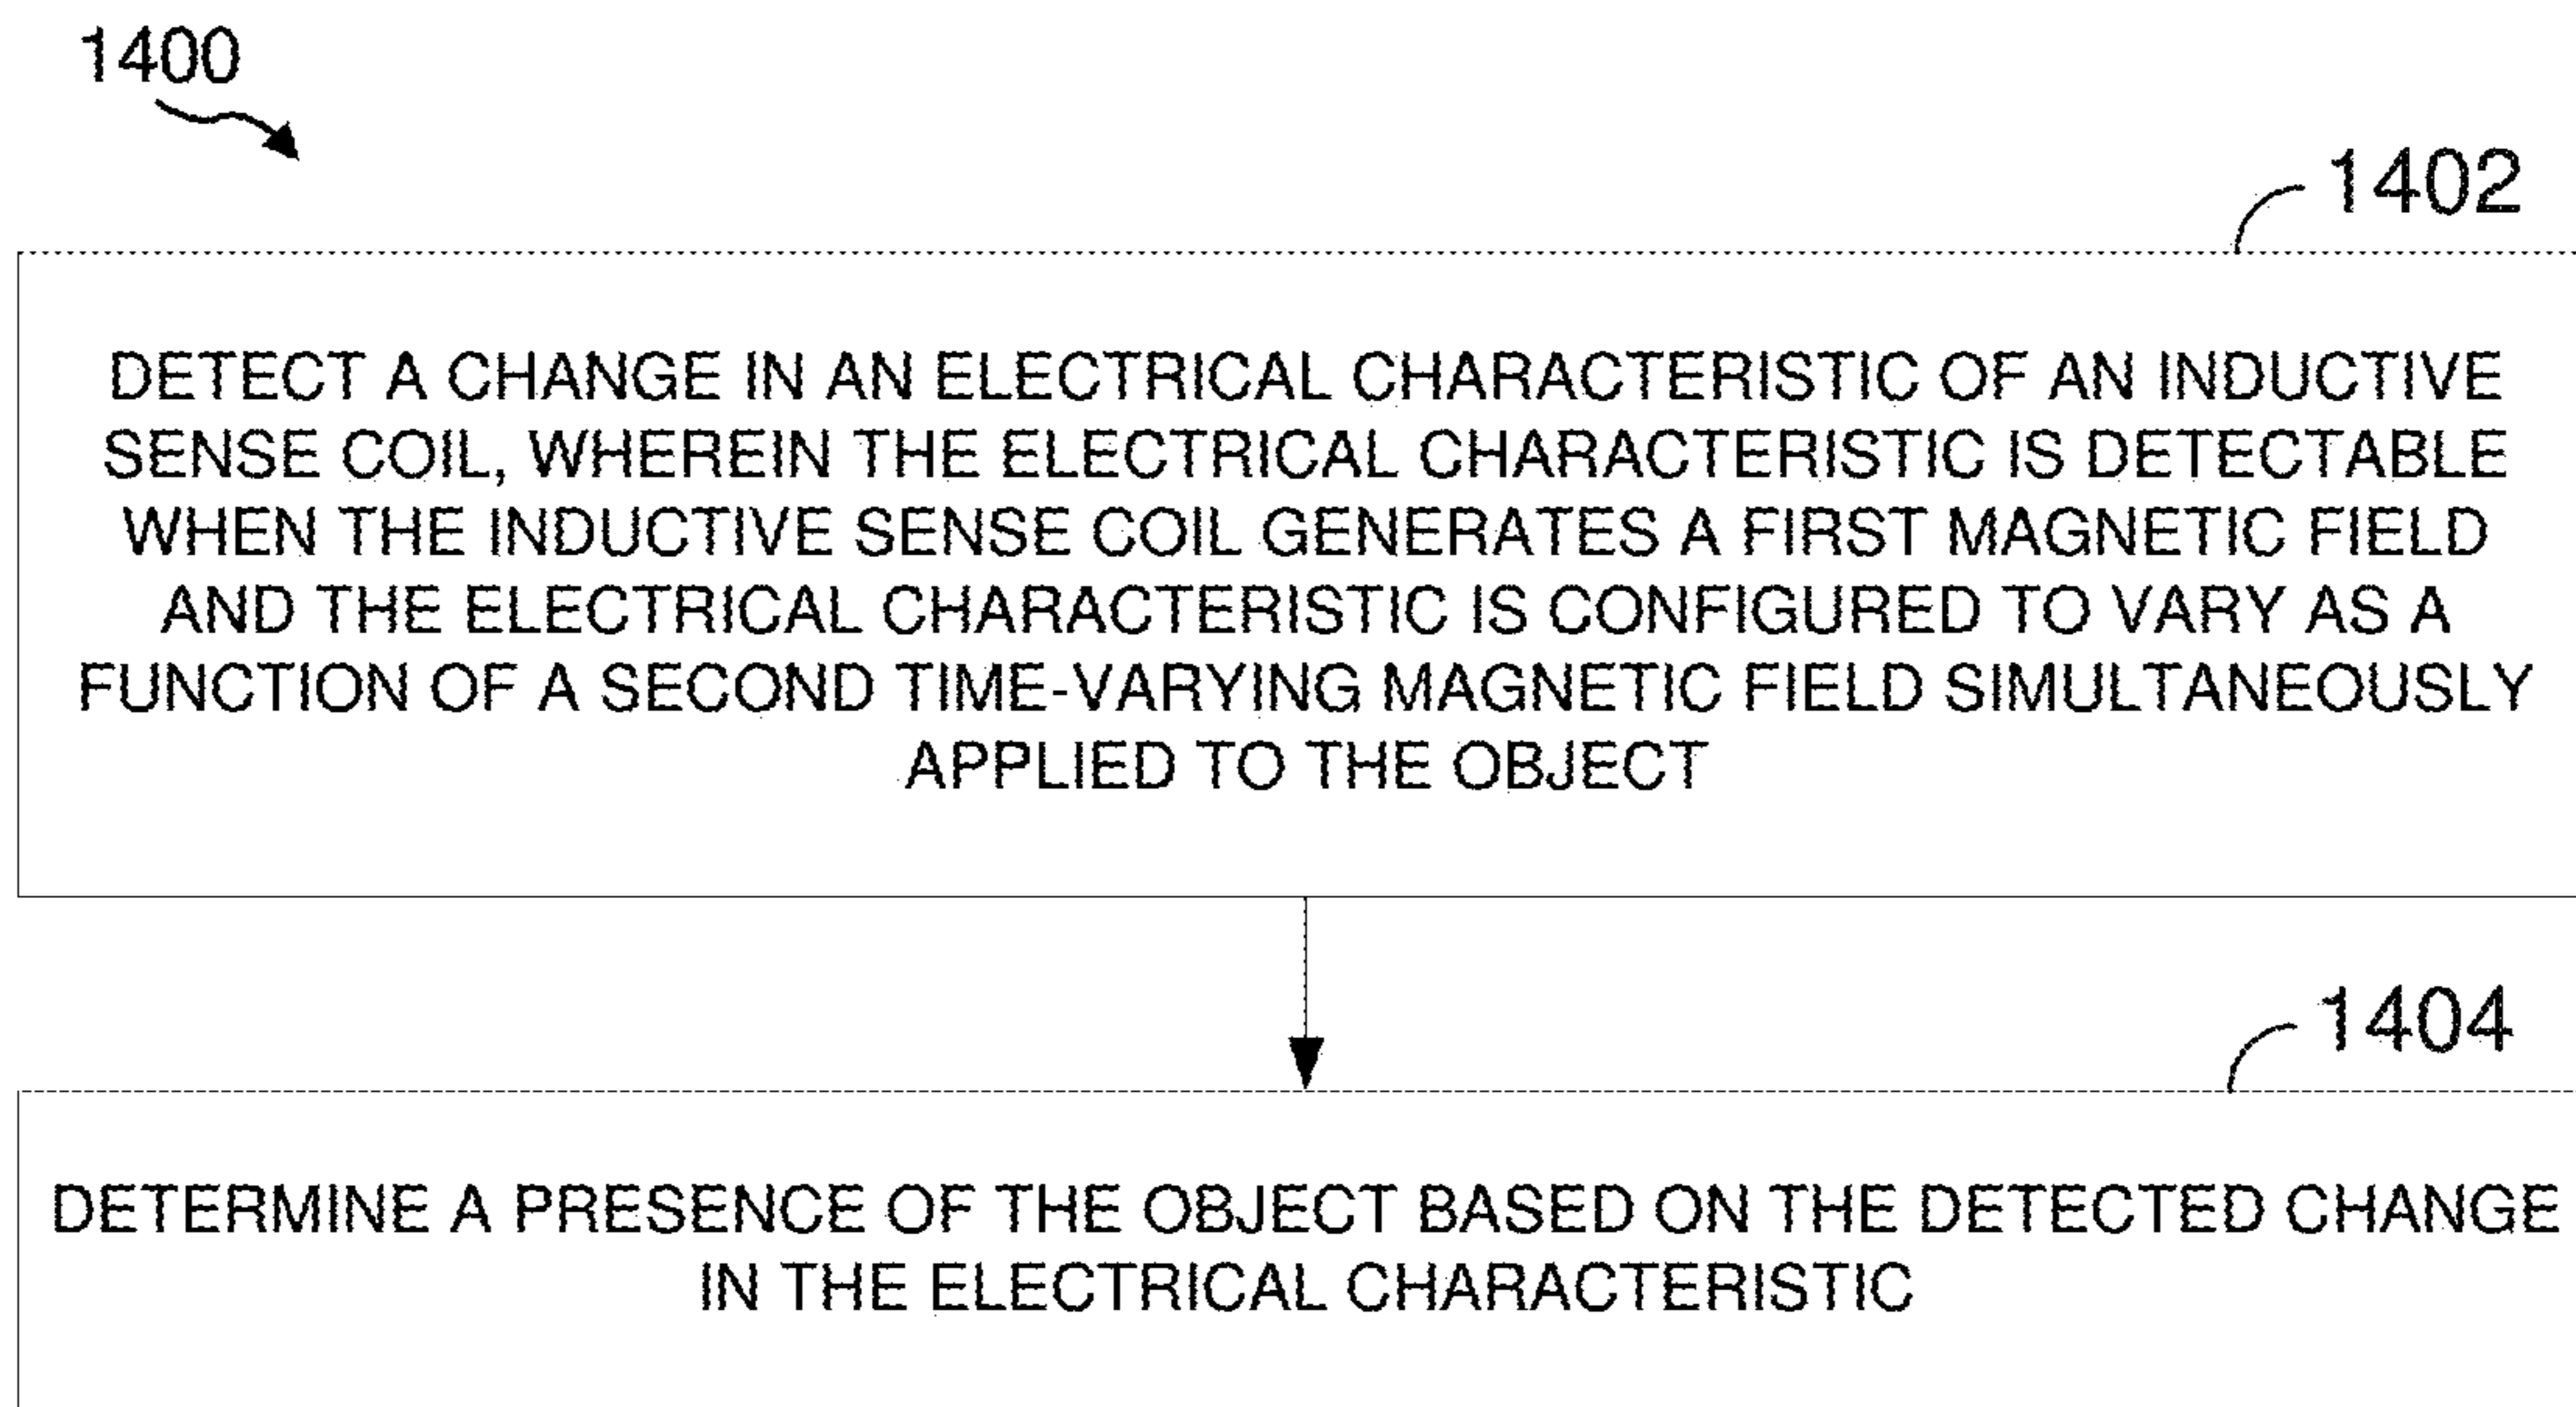 1400
1402
DETECT A CHANGE IN AN ELECTRICAL CHARACTERISTIC OF AN INDUCTIVE
SENSE COIL, WHEREIN THE ELECTRICAL CHARACTERISTIC IS DETECTABLE
WHEN THE INDUCTIVE SENSE COIL GENERATES A FIRST MAGNETIC FIELD
AND THE ELECTRICAL CHARACTERISTIC IS CONFIGURED TO VARY AS A
FUNCTION OF A SECOND TIME-VARYING MAGNETIC FIELD SIMULTANEOUSLY
APPLIED TO THE OBJECT
1404
DETERMINE A PRESENCE OF THE OBJECT BASED ON THE DETECTED CHANGE
IN THE ELECTRICAL CHARACTERISTIC